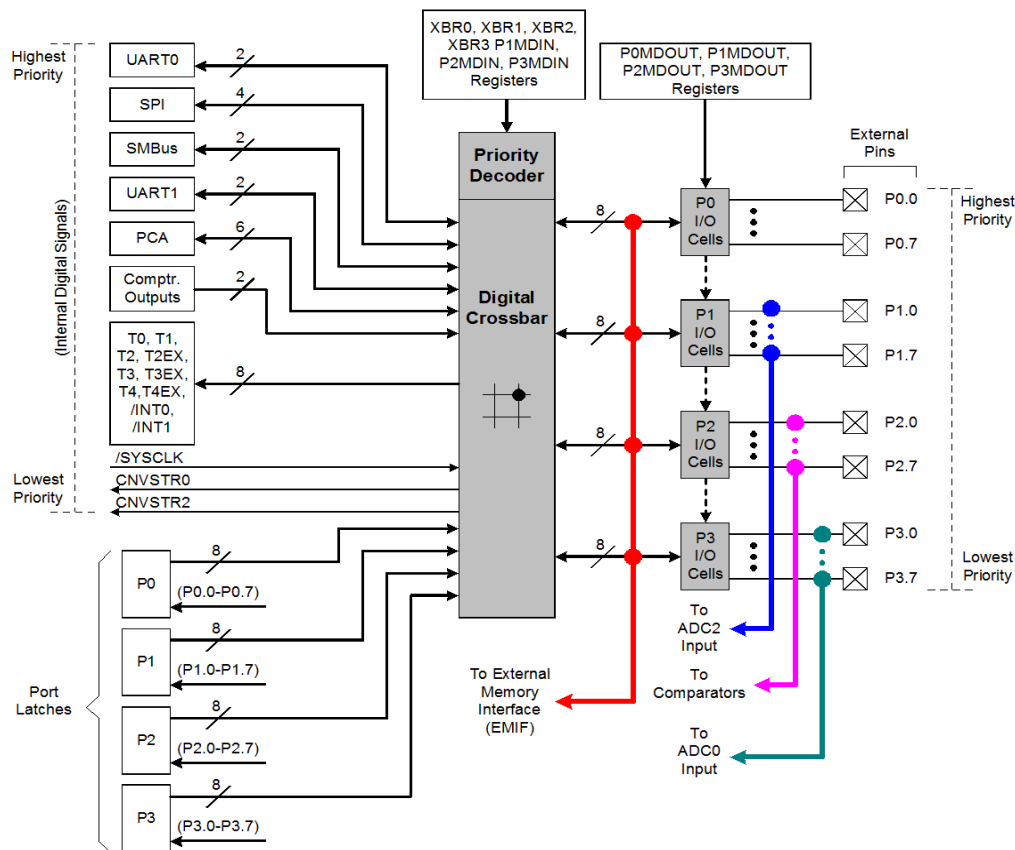 XBR0, XBR1, XBR2,
XBR3 P1MDIN,
P2MDIN, P3MDIN
Registers
P0MDOUT, P1MDOUT,
P2MDOUT, P3MDOUT
Registers
Highest
Priority
(Internal Digital Signals)
Lowest
Priority
UART0
2
SPI
4
SMBus
2
UART1
2
PCA
6
Comptr.
Outputs
2
T0, T1,
T2, T2EX,
T3, T3EX,
T4,T4EX,
/INT0,
/INT1
8
/SYSCLK
CNVSTR0
CNVSTR2
Priority
Decoder
Digital
Crossbar
8
8
8
8
P0
I/O
Cells
P1
I/O
Cells
P2
I/O
Cells
P3
I/O
Cells
External
Pins
P0.0
P0.7
P1.0
P1.7
P2.0
P2.7
P3.0
P3.7
Highest
Priority
Lowest
Priority
Port
Latches
P0
8
(P0.0-P0.7)
P1
8
(P1.0-P1.7)
P2
8
(P2.0-P2.7)
P3
8
(P3.0-P3.7)
To External
Memory
Interface
(EMIF)
To
ADC2
Input
To
Comparators
To
ADC0
Input